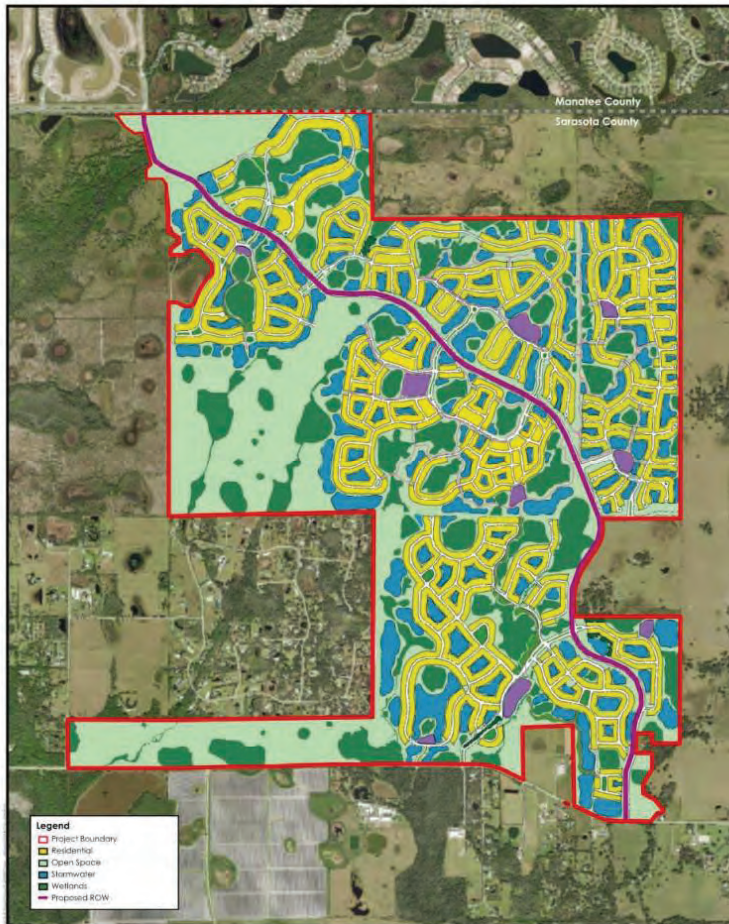 Manatee County
Sarasota County
Legend
Project Boundary
Residential
Open Space
Stormwater
Wetlands
Proposed ROW